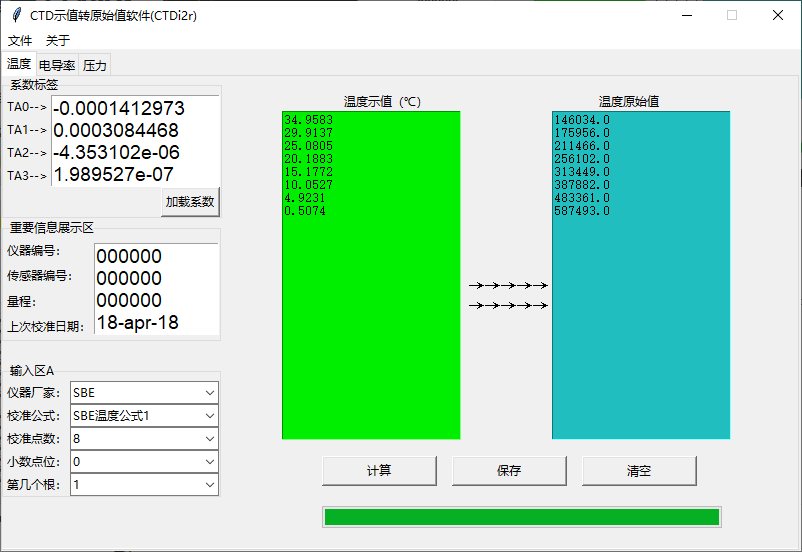 CTD示值转原始值软件(CTDi2r)
文件 关于
温度 电导率 压力
系数标签
TA0--> -0.0001412973
TA1--> 0.0003084468
TA2--> -4.353102e-06
TA3--> 1.989527e-07
加载系数
重要信息展示区
仪器编号: 000000
传感器编号: 000000
量程: 000000
上次校准日期: 18-apr-18
输入区A
仪器厂家: SBE
校准公式: SBE温度公式1
校准点数: 8
小数点位: 0
第几个根: 1
温度示值（℃）
34.9583
29.9137
25.0805
20.1883
15.1772
10.0527
4.9231
0.5074
温度原始值
146034.0
175956.0
211466.0
256102.0
313449.0
387882.0
483361.0
587493.0
计算 保存 清空